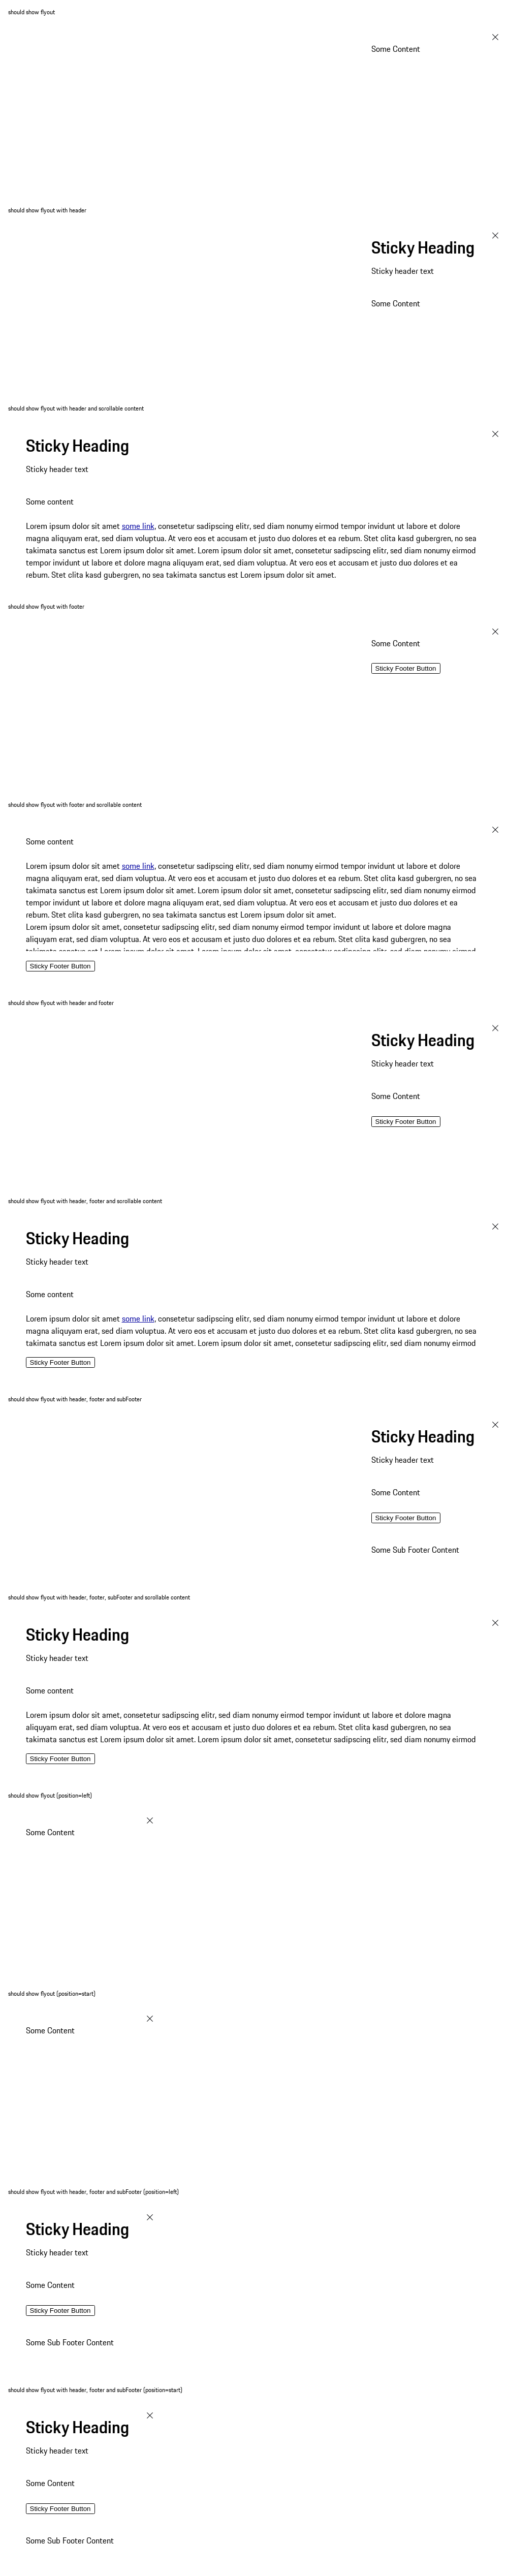 should show flyout
Some Content
should show flyout with header
Sticky Heading
Sticky header text
Some Content
should show flyout with header and scrollable content
Sticky Heading
Sticky header text
Some content
Lorem ipsum dolor sit amet some link, consetetur sadipscing elitr, sed diam nonumy eirmod tempor invidunt ut labore et dolore
magna aliquyam erat, sed diam voluptua. At vero eos et accusam et justo duo dolores et ea rebum. Stet clita kasd gubergren, no sea
takimata sanctus est Lorem ipsum dolor sit amet. Lorem ipsum dolor sit amet, consetetur sadipscing elitr, sed diam nonumy eirmod
tempor invidunt ut labore et dolore magna aliquyam erat, sed diam voluptua. At vero eos et accusam et justo duo dolores et ea
rebum. Stet clita kasd gubergren, no sea takimata sanctus est Lorem ipsum dolor sit amet.
should show flyout with footer
Some Content
Sticky Footer Button
should show flyout with footer and scrollable content
Some content
Lorem ipsum dolor sit amet some link, consetetur sadipscing elitr, sed diam nonumy eirmod tempor invidunt ut labore et dolore
magna aliquyam erat, sed diam voluptua. At vero eos et accusam et justo duo dolores et ea rebum. Stet clita kasd gubergren, no sea
takimata sanctus est Lorem ipsum dolor sit amet. Lorem ipsum dolor sit amet, consetetur sadipscing elitr, sed diam nonumy eirmod
tempor invidunt ut labore et dolore magna aliquyam erat, sed diam voluptua. At vero eos et accusam et justo duo dolores et ea
rebum. Stet clita kasd gubergren, no sea takimata sanctus est Lorem ipsum dolor sit amet.
Lorem ipsum dolor sit amet, consetetur sadipscing elitr, sed diam nonumy eirmod tempor invidunt ut labore et dolore magna
aliquyam erat, sed diam voluptua. At vero eos et accusam et justo duo dolores et ea rebum. Stet clita kasd gubergren, no sea
takimata sanctus est Lorem ipsum dolor sit amet. Lorem ipsum dolor sit amet, consetetur sadipscing elitr, sed diam nonumy eirmod
Sticky Footer Button
should show flyout with header and footer
Sticky Heading
Sticky header text
Some Content
Sticky Footer Button
should show flyout with header, footer and scrollable content
Sticky Heading
Sticky header text
Some content
Lorem ipsum dolor sit amet some link, consetetur sadipscing elitr, sed diam nonumy eirmod tempor invidunt ut labore et dolore
magna aliquyam erat, sed diam voluptua. At vero eos et accusam et justo duo dolores et ea rebum. Stet clita kasd gubergren, no sea
takimata sanctus est Lorem ipsum dolor sit amet. Lorem ipsum dolor sit amet, consetetur sadipscing elitr, sed diam nonumy eirmod
Sticky Footer Button
should show flyout with header, footer and subFooter
Sticky Heading
Sticky header text
Some Content
Sticky Footer Button
Some Sub Footer Content
should show flyout with header, footer, subFooter and scrollable content
Sticky Heading
Sticky header text
Some content
Lorem ipsum dolor sit amet, consetetur sadipscing elitr, sed diam nonumy eirmod tempor invidunt ut labore et dolore magna
aliquyam erat, sed diam voluptua. At vero eos et accusam et justo duo dolores et ea rebum. Stet clita kasd gubergren, no sea
takimata sanctus est Lorem ipsum dolor sit amet. Lorem ipsum dolor sit amet, consetetur sadipscing elitr, sed diam nonumy eirmod
Sticky Footer Button
should show flyout (position=left)
Some Content
should show flyout (position=start)
Some Content
should show flyout with header, footer and subFooter (position=left)
Sticky Heading
Sticky header text
Some Content
Sticky Footer Button
Some Sub Footer Content
should show flyout with header, footer and subFooter (position=start)
Sticky Heading
Sticky header text
Some Content
Sticky Footer Button
Some Sub Footer Content